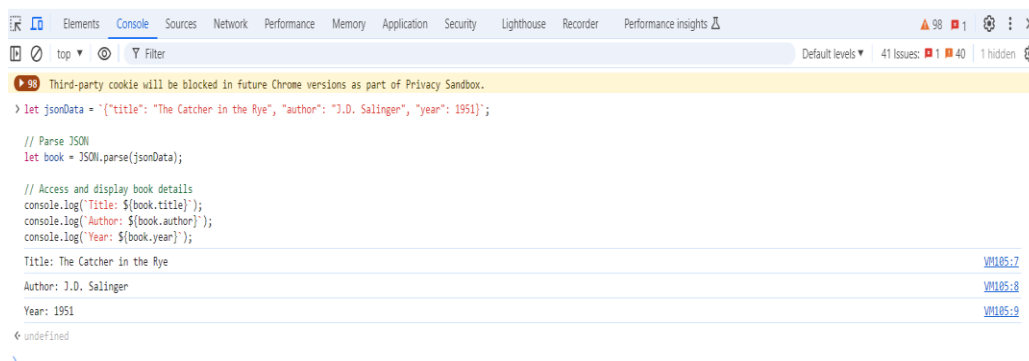 Elements Console Sources Network Performance Memory Application Security Lighthouse Recorder Performance insights 98 1
top ▼ Filter Default levels ▼ 41 Issues: 1 40 1 hidden
98 Third-party cookie will be blocked in future Chrome versions as part of Privacy Sandbox.
> let jsonData = `{"title": "The Catcher in the Rye", "author": "J.D. Salinger", "year": 1951}`;
// Parse JSON
let book = JSON.parse(jsonData);
// Access and display book details
console.log(`Title: ${book.title}`);
console.log(`Author: ${book.author}`);
console.log(`Year: ${book.year}`);
Title: The Catcher in the Rye VM105:7
Author: J.D. Salinger VM105:8
Year: 1951 VM105:9
undefined